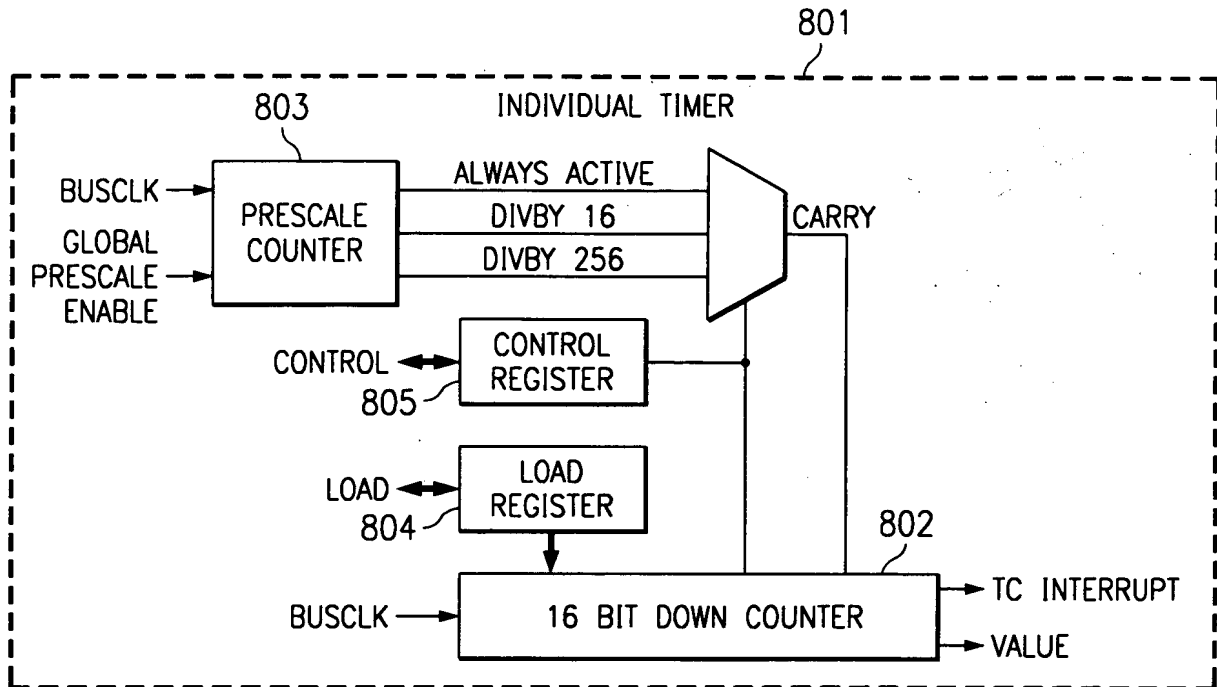 801
INDIVIDUAL TIMER
803
BUSCLK
GLOBAL
PRESCALE
ENABLE
PRESCALE
COUNTER
ALWAYS ACTIVE
DIVBY 16
DIVBY 256
CARRY
CONTROL
CONTROL
REGISTER
805
LOAD
LOAD
REGISTER
804
802
BUSCLK
16 BIT DOWN COUNTER
TC INTERRUPT
VALUE